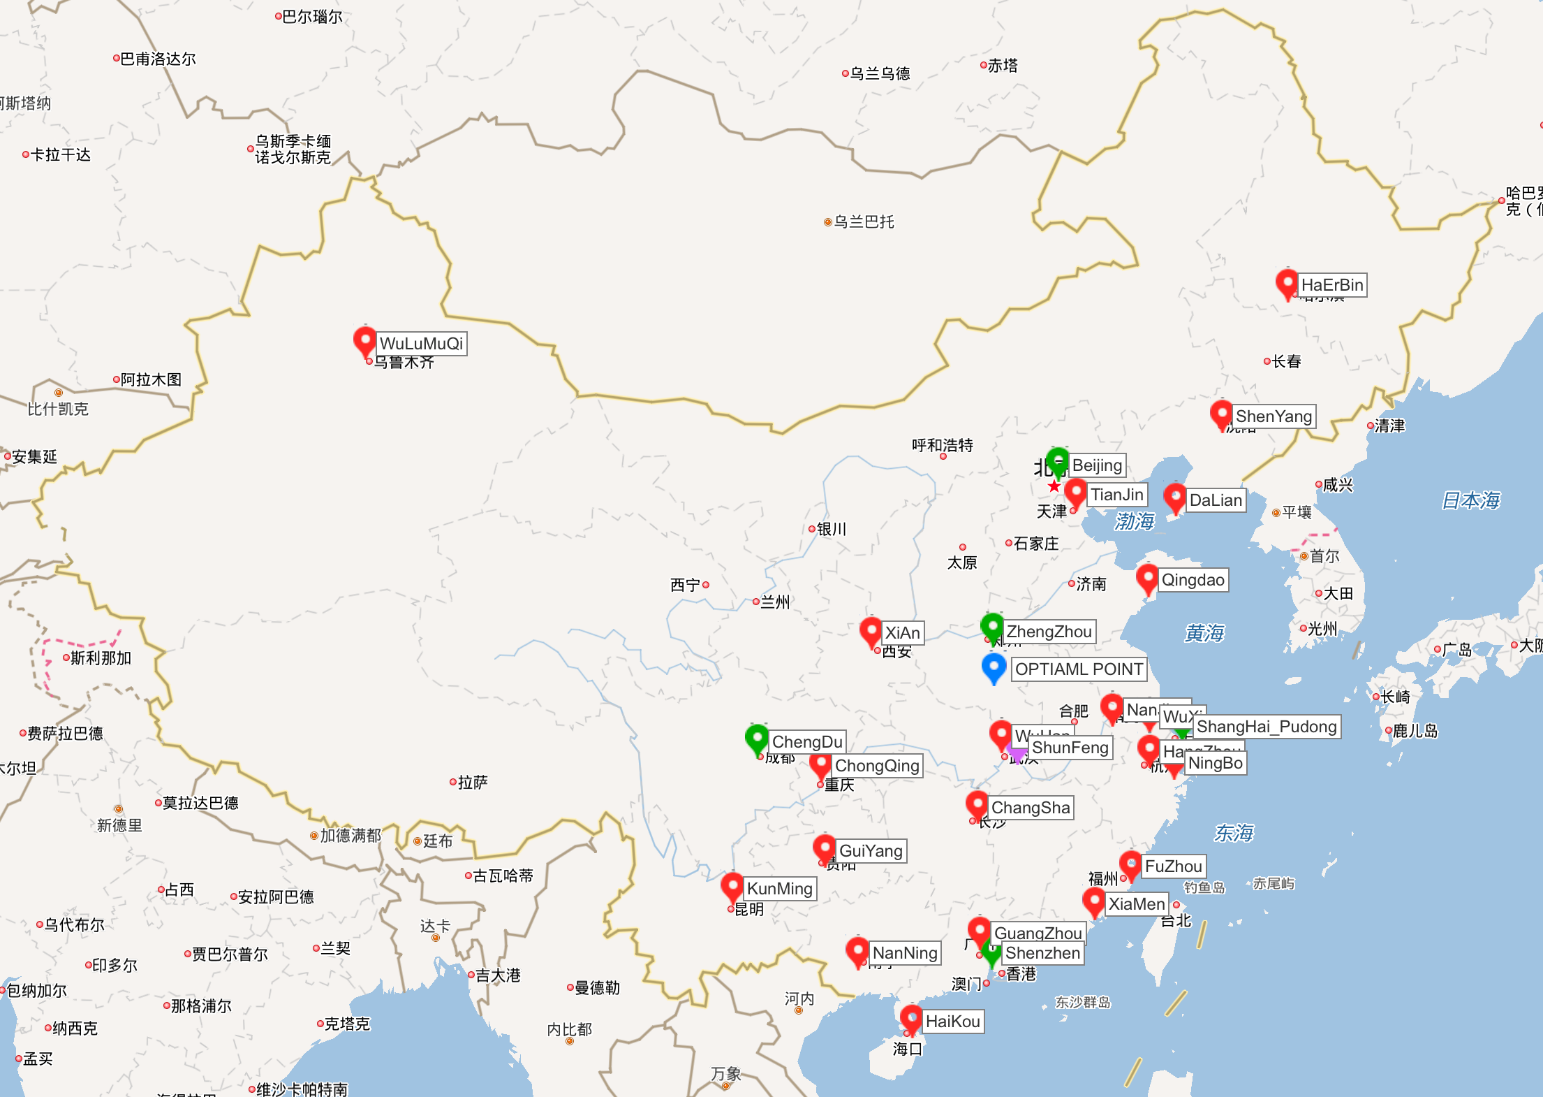 巴尔瑙尔
巴甫洛达尔
乌兰乌德
赤塔
阿斯塔纳
卡拉干达
乌斯季卡缅
诺戈尔斯克
乌兰巴托
HaErBin
WuLuMuQi
乌鲁木齐
长春
阿拉木图
比什凯克
ShenYang
清津
呼和浩特
安集延
Beijing
咸兴
TianJin
天津
DaLian
日本海
平壤
渤海
银川
石家庄
太原
首尔
西宁
济南
Qingdao
大田
兰州
光州
XiAn
西安
ZhengZhou
黄海
广岛
斯利那加
OPTIAML POINT
长崎
合肥
WuXi
ShangHai_Pudong
鹿儿岛
费萨拉巴德
ChengDu
成都
ShunFeng
NingBo
ChongQing
重庆
拉萨
莫拉达巴德
ChangSha
长沙
新德里
加德满都
廷布
东海
GuiYang
贵阳
古瓦哈蒂
FuZhou
福州
钓鱼岛
赤尾屿
占西
安拉阿巴德
KunMing
昆明
XiaMen
台北
乌代布尔
达卡
GuangZhou
贾巴尔普尔
兰契
NanNing
Shenzhen
印多尔
吉大港
香港
澳门
包纳加尔
曼德勒
河内
东沙群岛
那格浦尔
纳西克
克塔克
内比都
HaiKou
海口
孟买
万象
维沙卡帕特南